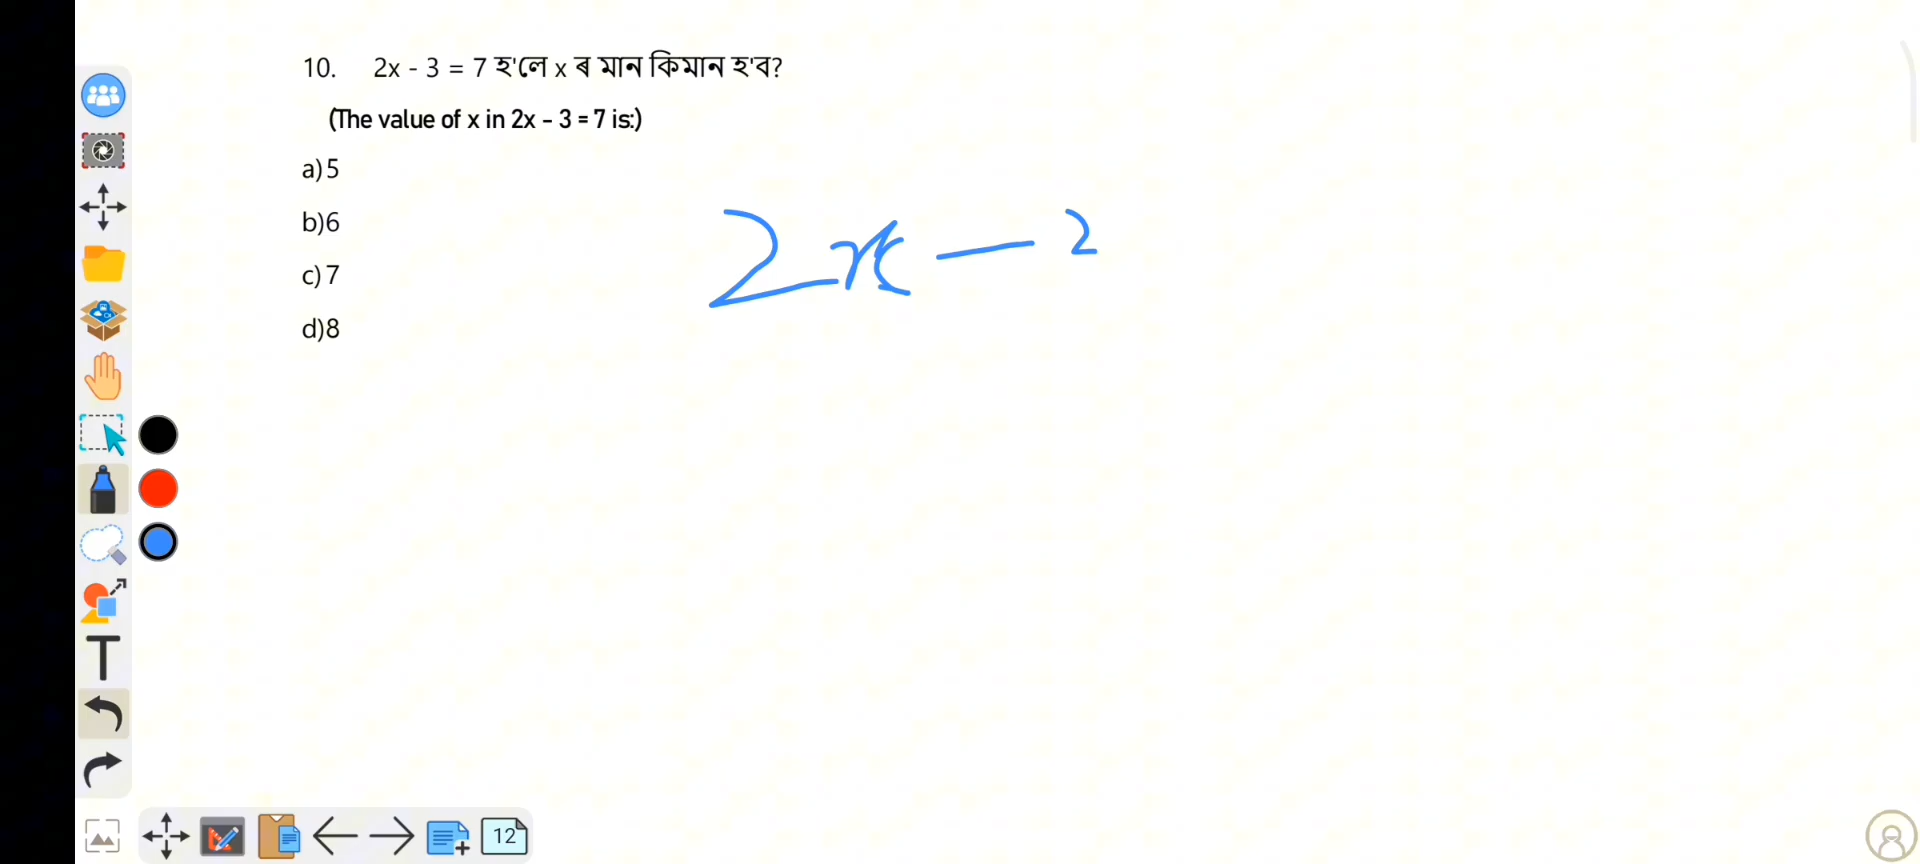 10. 2x - 3 = 7 হ'লে x ৰ মান কিমান হ'ব?
(The value of x in 2x – 3 = 7 is:)
a) 5
b)6
c) 7
d)8
2x — 2
T
12